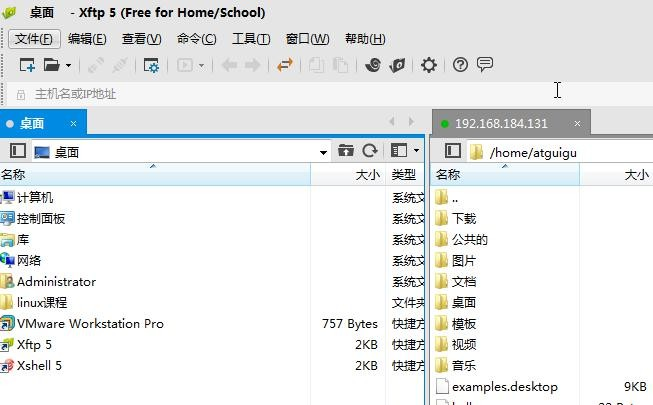 桌面 - Xftp 5 (Free for Home/School)
文件(F) 编辑(E) 查看(V) 命令(C) 工具(T) 窗口(W) 帮助(H)
主机名或IP地址
桌面 × 192.168.184.131 ×
桌面 /home/atguigu
名称 大小 类型 名称 大小
计算机 系统文 ..
控制面板 系统文 下载
库 系统文 公共的
网络 系统文 图片
Administrator 系统文 文档
linux课程 文件夹 桌面
VMware Workstation Pro 757 Bytes 快捷方 模板
Xftp 5 2KB 快捷方 视频
Xshell 5 2KB 快捷方 音乐
examples.desktop 9KB